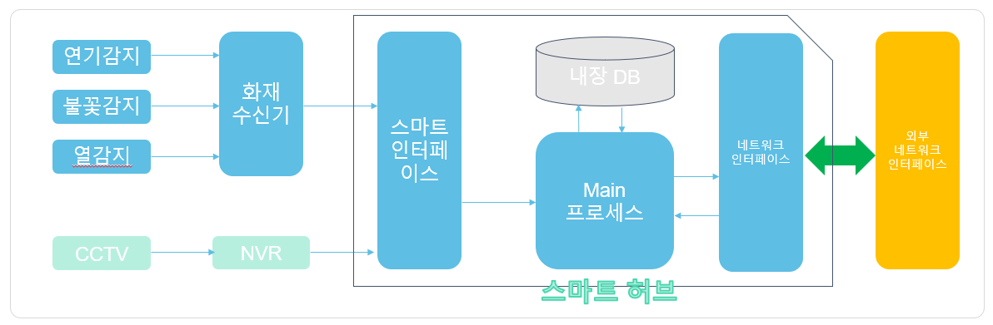 연기감지
불꽃감지
열감지
화재
수신기
CCTV
NVR
스마트
인터페
이스
내장 DB
Main
프로세스
네트워크
인터페이스
외부
네트워크
인터페이스
스마트 허브